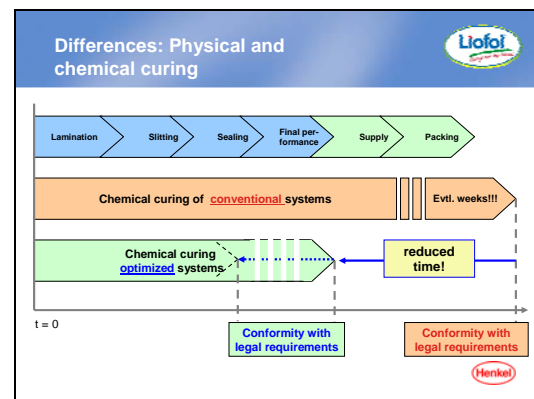 Differences: Physical and
chemical curing
Liofol
Lamination
Slitting
Sealing
Final per-
formance
Supply
Packing
Chemical curing of conventional systems
Evtl. weeks!!!
Chemical curing
optimized systems
reduced
time!
t = 0
Conformity with
legal requirements
Conformity with
legal requirements
Henkel